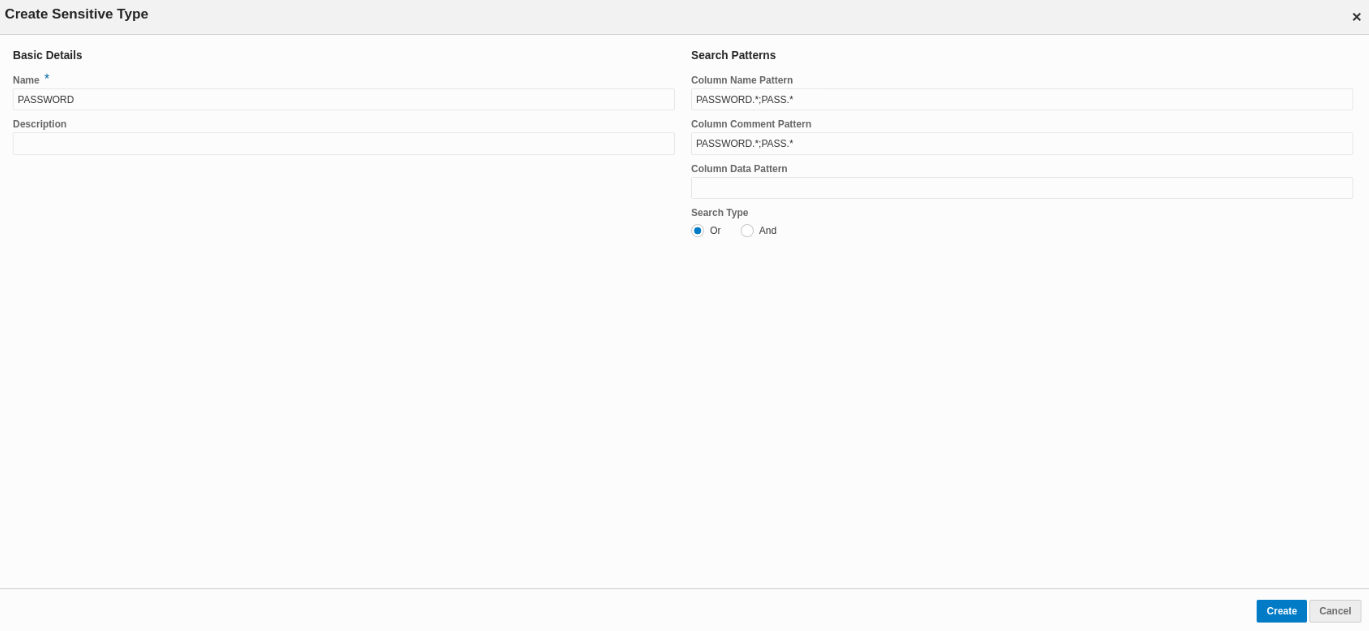 Create Sensitive Type
×
Basic Details
Name *
PASSWORD
Description
Search Patterns
Column Name Pattern
PASSWORD.*;PASS.*
Column Comment Pattern
PASSWORD.*;PASS.*
Column Data Pattern
Search Type
Or And
Create Cancel